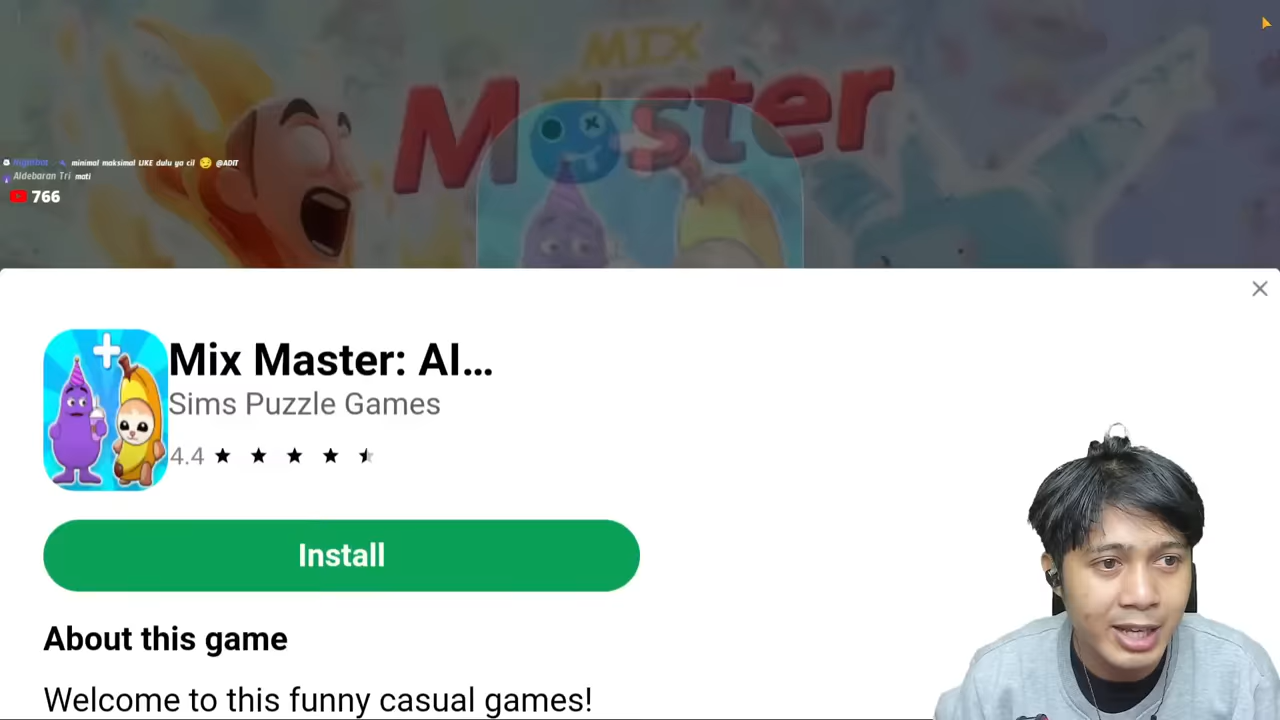 MIX
Master
Nightbot minimal maksimal LIKE dulu ya cil 😏 @ADIT
Aldebaran Tri mati
766
Mix Master: AI...
Sims Puzzle Games
4.4
Install
About this game
Welcome to this funny casual games!